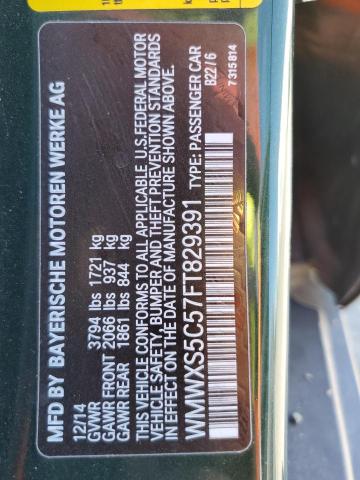 MFD BY BAYERISCHE MOTOREN WERKE AG
12/14
GVWR 3794 lbs 1721 kg
GAWR FRONT 2066 lbs 937 kg
GAWR REAR 1861 lbs 844 kg
THIS VEHICLE CONFORMS TO ALL APPLICABLE U.S.FEDERAL MOTOR
VEHICLE SAFETY, BUMPER AND THEFT PREVENTION STANDARDS
IN EFFECT ON THE DATE OF MANUFACTURE SHOWN ABOVE.
WMWXS5C57FT829391 TYPE: PASSENGER CAR
B22/6
7315814